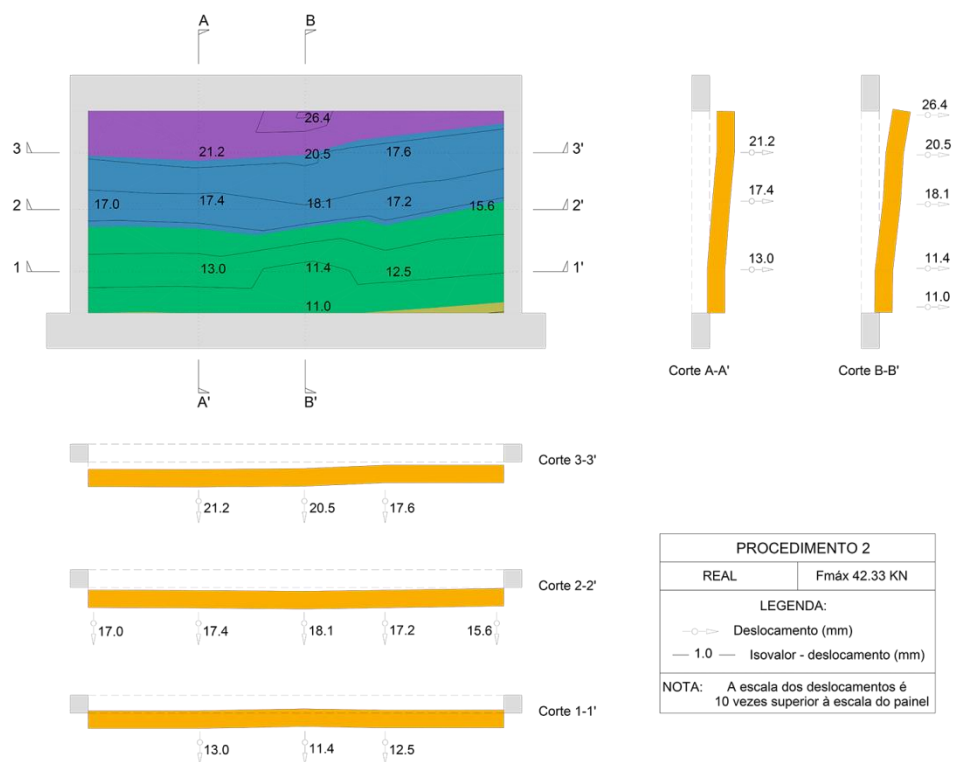 A B
26.4
3 21.2 20.5 17.6 3'
2 17.0 17.4 18.1 17.2 15.6 2'
1 13.0 11.4 12.5 1'
11.0
A' B'
21.2
17.4
13.0
Corte A-A'
26.4
20.5
18.1
11.4
11.0
Corte B-B'
Corte 3-3'
21.2 20.5 17.6
Corte 2-2'
17.0 17.4 18.1 17.2 15.6
Corte 1-1'
13.0 11.4 12.5
PROCEDIMENTO 2
REAL Fmáx 42.33 KN
LEGENDA:
Deslocamento (mm)
1.0 Isovalor - deslocamento (mm)
NOTA: A escala dos deslocamentos é
10 vezes superior à escala do painel